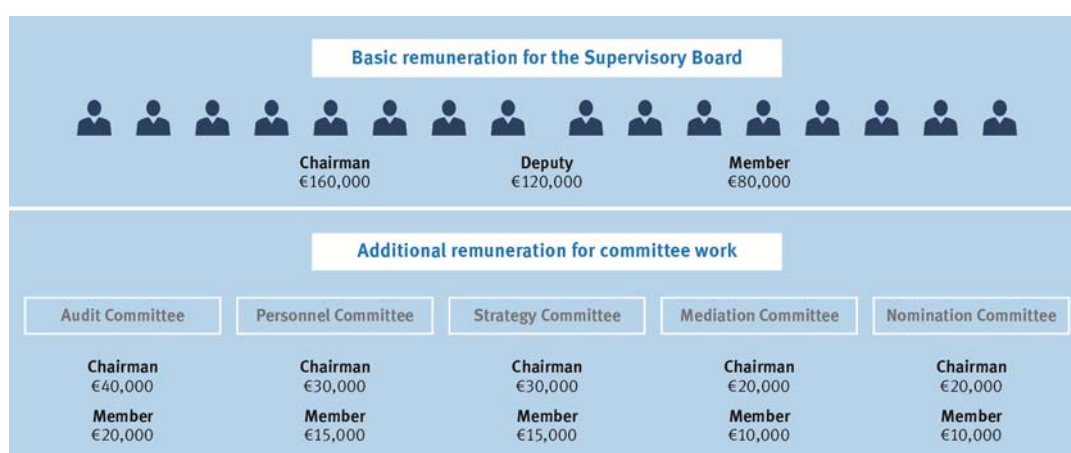 Basic remuneration for the Supervisory Board
Chairman Deputy Member
€160,000 €120,000 €80,000
Additional remuneration for committee work
Audit Committee Personnel Committee Strategy Committee Mediation Committee Nomination Committee
Chairman Chairman Chairman Chairman Chairman
€40,000 €30,000 €30,000 €20,000 €20,000
Member Member Member Member Member
€20,000 €15,000 €15,000 €10,000 €10,000